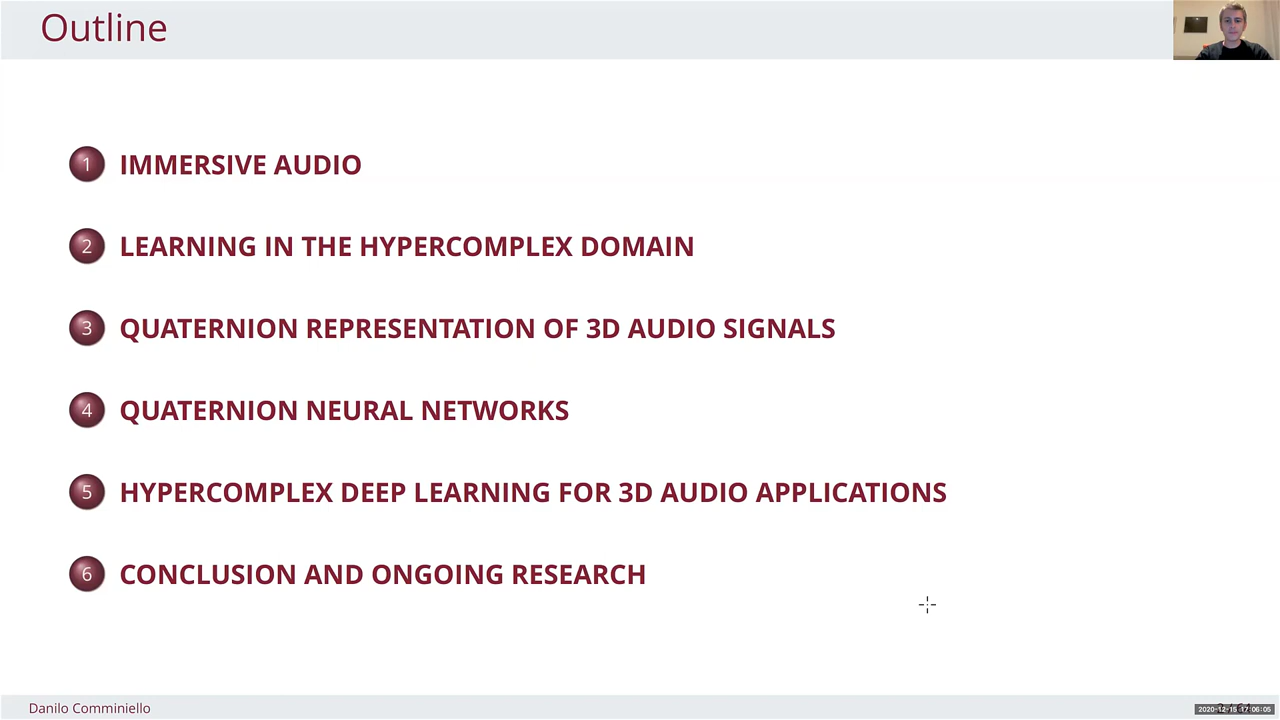 Outline
1 IMMERSIVE AUDIO
2 LEARNING IN THE HYPERCOMPLEX DOMAIN
3 QUATERNION REPRESENTATION OF 3D AUDIO SIGNALS
4 QUATERNION NEURAL NETWORKS
5 HYPERCOMPLEX DEEP LEARNING FOR 3D AUDIO APPLICATIONS
6 CONCLUSION AND ONGOING RESEARCH
Danilo Comminiello
2020-12-15 17:06:05